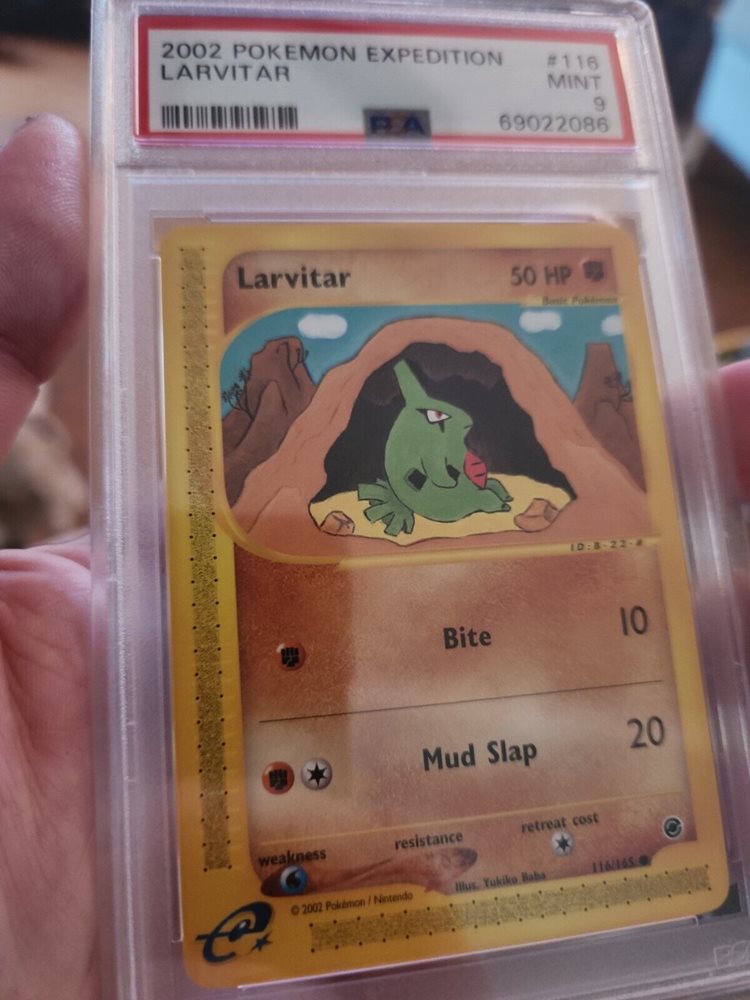 2002 POKEMON EXPEDITION #116
LARVITAR MINT
9
PSA 69022086
Larvitar 50 HP
Basic Pokémon
Bite 10
Mud Slap 20
weakness resistance retreat cost
Illus. Yukiko Baba 116/165
© 2002 Pokémon / Nintendo
e